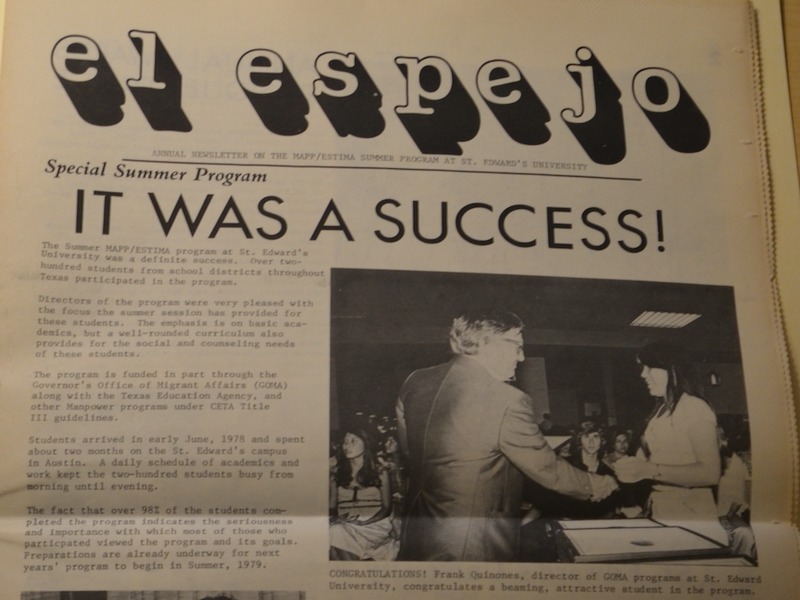 el espejo
ANNUAL NEWSLETTER ON THE MAPP/ESTIMA SUMMER PROGRAM AT ST. EDWARD'S UNIVERSITY
Special Summer Program
IT WAS A SUCCESS!
The Summer MAPP/ESTIMA program at St. Edward's
University was a definite success. Over two-
hundred students from school districts throughout
Texas participated in the program.
Directors of the program were very pleased with
the focus the summer session has provided for
these students. The emphasis is on basic aca-
demics, but a well-rounded curriculum also
provides for the social and counseling needs
of these students.
The program is funded in part through the
Governor's Office of Migrant Affairs (GOMA)
along with the Texas Education Agency, and
other Manpower programs under CETA Title
III guidelines.
Students arrived in early June, 1978 and spent
about two months on the St. Edward's campus
in Austin. A daily schedule of academics and
work kept the two-hundred students busy from
morning until evening.
The fact that over 98% of the students com-
pleted the program indicates the seriousness
and importance with which most of those who
particpated viewed the program and its goals.
Preparations are already underway for next
years' program to begin in Summer, 1979.
CONGRATULATIONS! Frank Quinones, director of GOMA programs at St. Edward
University, congratulates a beaming, attractive student in the program.